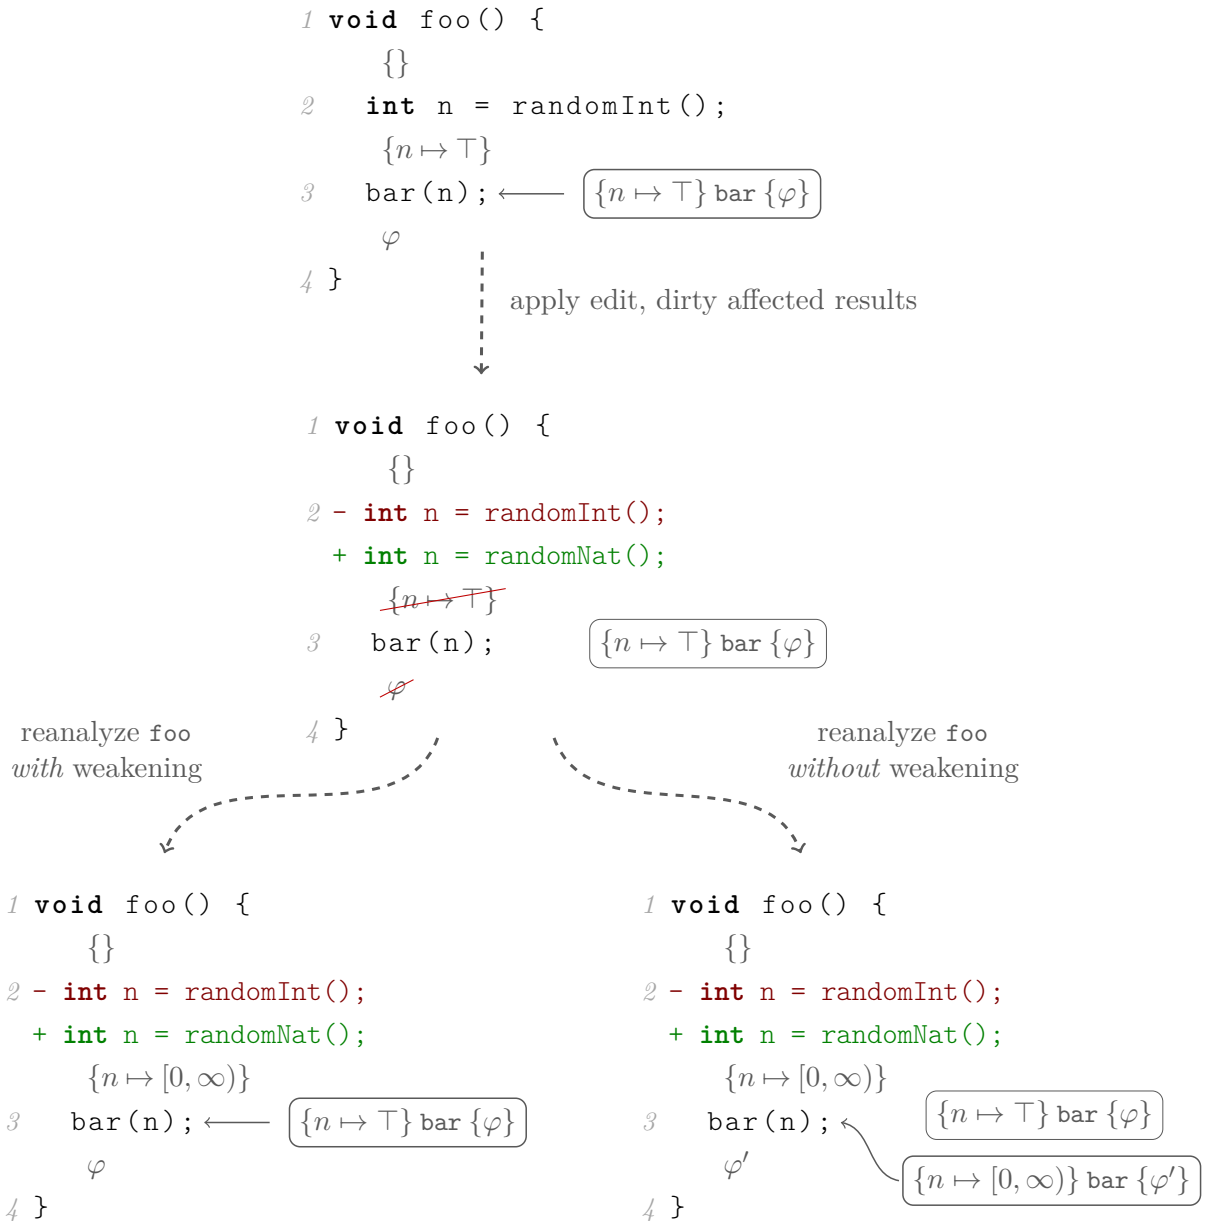 1 void foo() {
{}
2 int n = randomInt();
{n ↦ ⊤}
3 bar(n); {n ↦ ⊤} bar {φ}
φ
4 }
apply edit, dirty affected results
1 void foo() {
{}
2 - int n = randomInt();
+ int n = randomNat();
{n ↦ ⊤}
3 bar(n); {n ↦ ⊤} bar {φ}
φ
4 }
reanalyze foo
with weakening
reanalyze foo
without weakening
1 void foo() {
{}
2 - int n = randomInt();
+ int n = randomNat();
{n ↦ [0, ∞)}
3 bar(n); {n ↦ ⊤} bar {φ}
φ
4 }
1 void foo() {
{}
2 - int n = randomInt();
+ int n = randomNat();
{n ↦ [0, ∞)}
3 bar(n); {n ↦ ⊤} bar {φ}
φ′
{n ↦ [0, ∞)} bar {φ′}
4 }